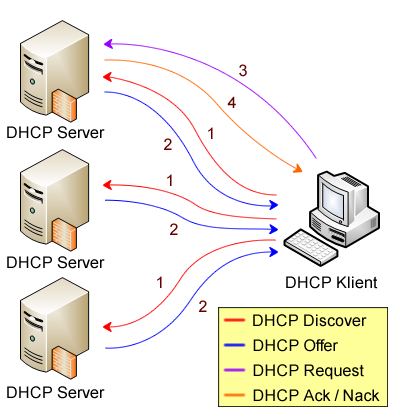 DHCP Server
DHCP Server
DHCP Server
3
4
1
2
1
2
1
2
DHCP Klient
DHCP Discover
DHCP Offer
DHCP Request
DHCP Ack / Nack